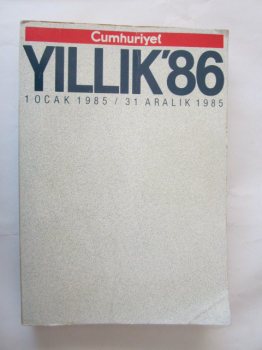 Cumhuriyet
YILLIK'86
1 OCAK 1985 / 31 ARALIK 1985